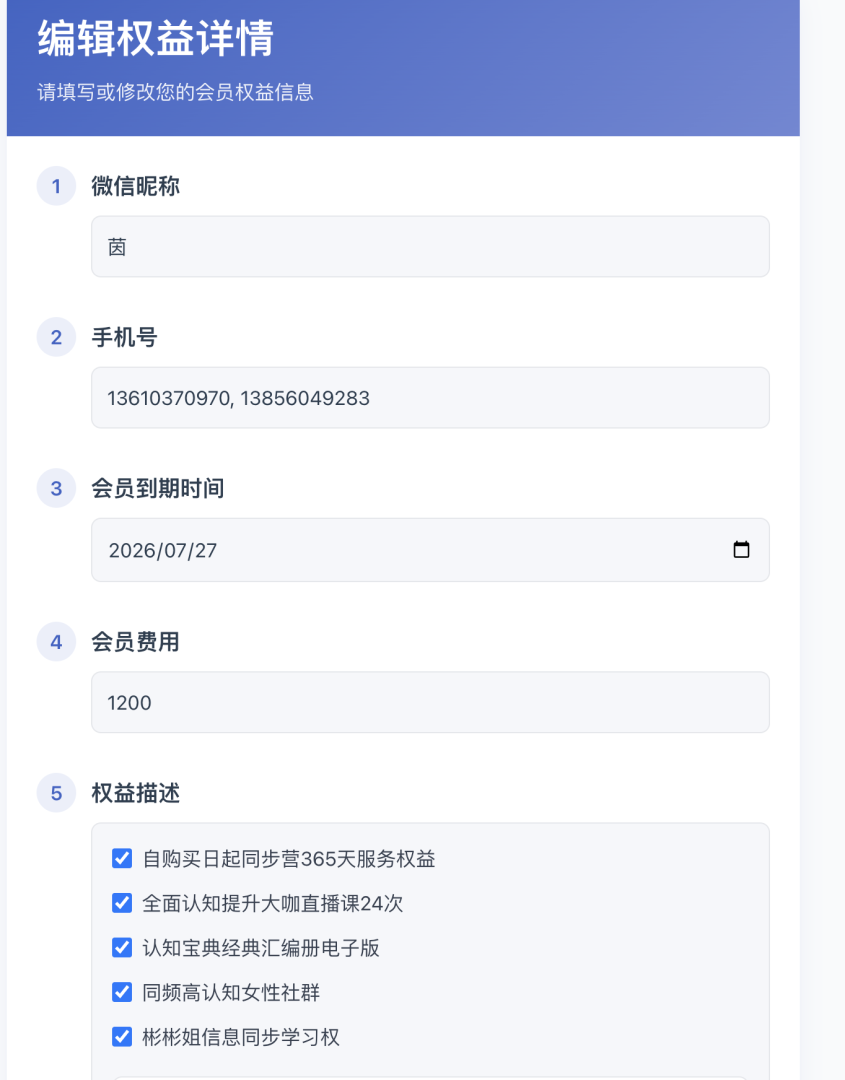 编辑权益详情
请填写或修改您的会员权益信息
1 微信昵称
茵
2 手机号
13610370970, 13856049283
3 会员到期时间
2026/07/27
4 会员费用
1200
5 权益描述
自购买日起同步营365天服务权益
全面认知提升大咖直播课24次
认知宝典经典汇编册电子版
同频高认知女性社群
彬彬姐信息同步学习权